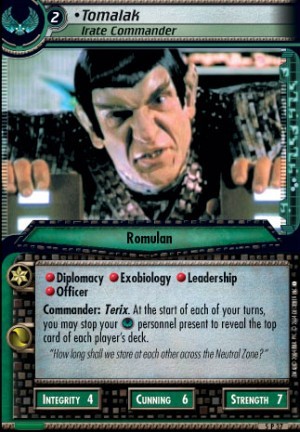 2 •Tomalak
Irate Commander
Romulan
•Diplomacy •Exobiology •Leadership
•Officer
Commander: Terix. At the start of each of your turns,
you may stop your personnel present to reveal the top
card of each player's deck.
"How long shall we stare at each other across the Neutral Zone?"
INTEGRITY 4 CUNNING 6 STRENGTH 7